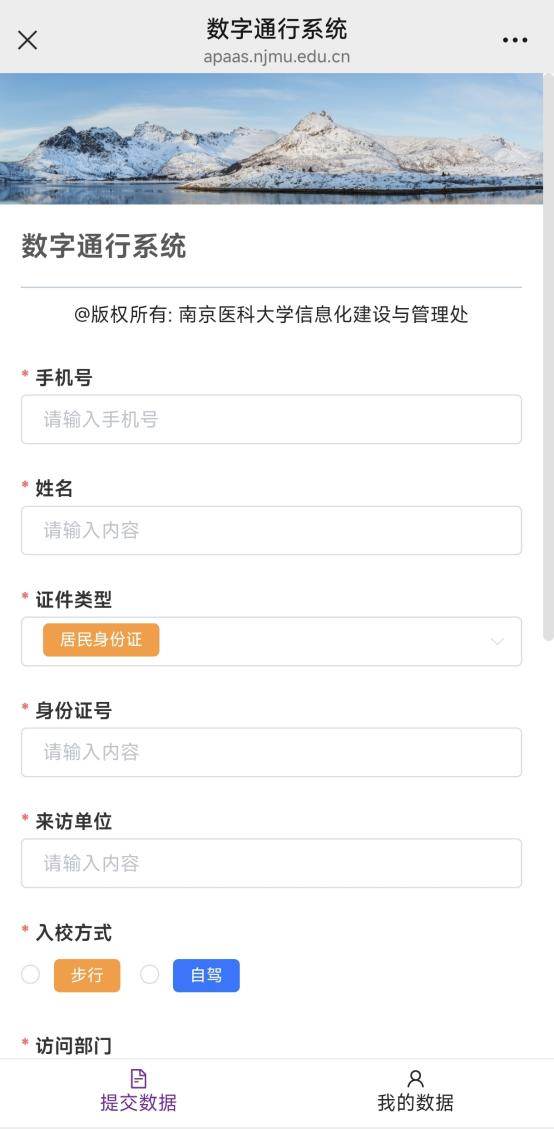 数字通行系统
apaas.njmu.edu.cn
数字通行系统
@版权所有: 南京医科大学信息化建设与管理处
* 手机号
请输入手机号
* 姓名
请输入内容
* 证件类型
居民身份证
* 身份证号
请输入内容
* 来访单位
请输入内容
* 入校方式
步行 自驾
* 访问部门
提交数据 我的数据